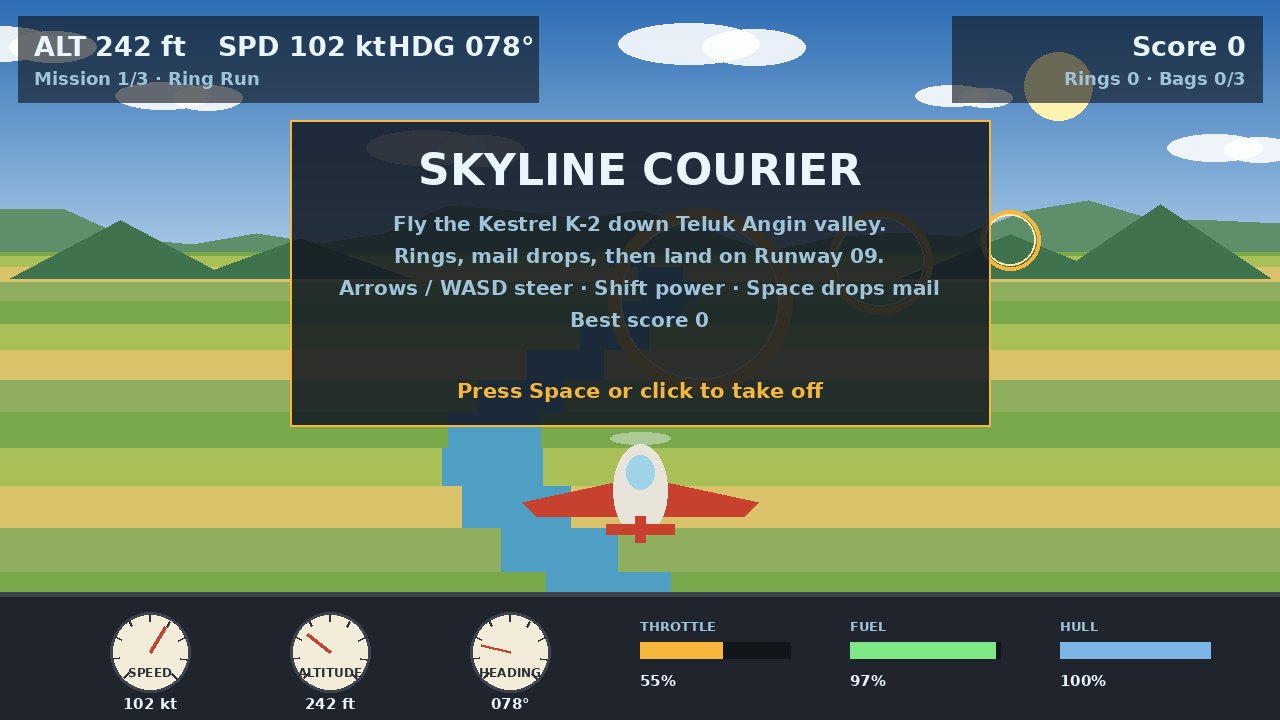 ALT 242 ft SPD 102 kt HDG 078°
Mission 1/3 · Ring Run
Score 0
Rings 0 · Bags 0/3
SKYLINE COURIER
Fly the Kestrel K-2 down Teluk Angin valley.
Rings, mail drops, then land on Runway 09.
Arrows / WASD steer · Shift power · Space drops mail
Best score 0
Press Space or click to take off
SPEED
102 kt
ALTITUDE
242 ft
HEADING
078°
THROTTLE
55%
FUEL
97%
HULL
100%